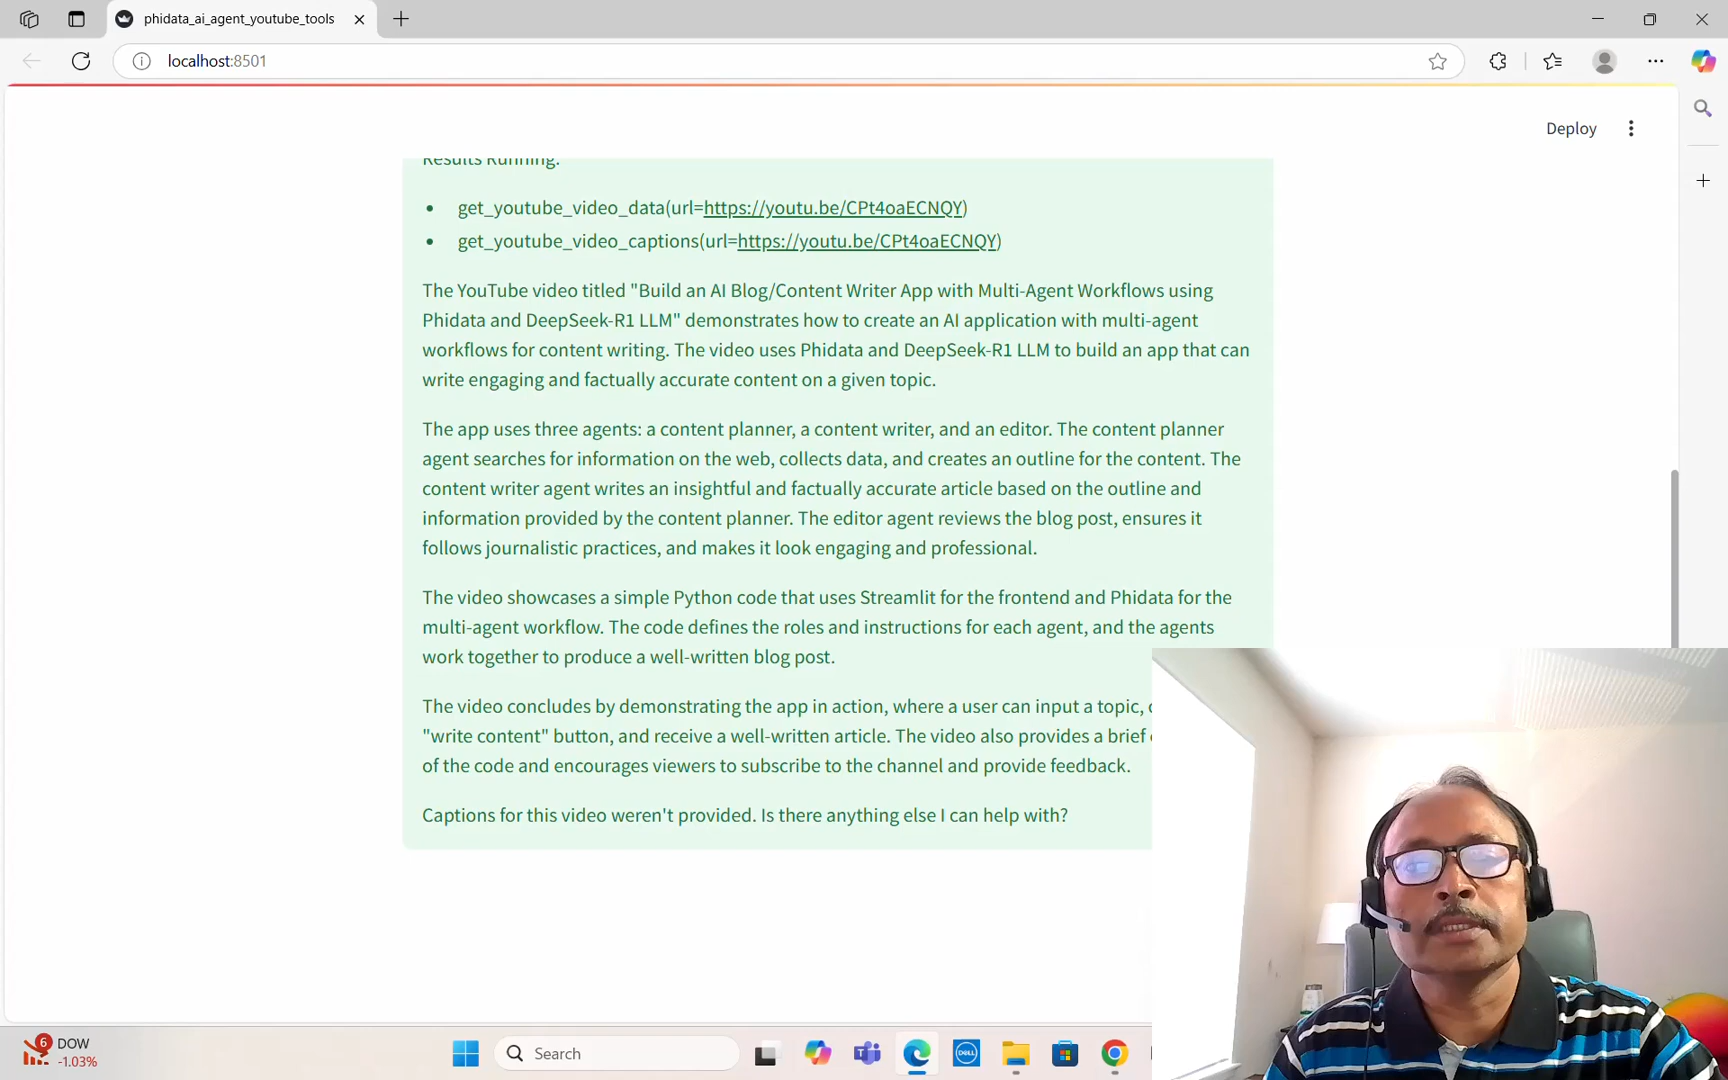 phidata_ai_agent_youtube_tools
localhost:8501
Deploy
Results Running:
get_youtube_video_data(url=https://youtu.be/CPt4oaECNQY)
get_youtube_video_captions(url=https://youtu.be/CPt4oaECNQY)
The YouTube video titled "Build an AI Blog/Content Writer App with Multi-Agent Workflows using
Phidata and DeepSeek-R1 LLM" demonstrates how to create an AI application with multi-agent
workflows for content writing. The video uses Phidata and DeepSeek-R1 LLM to build an app that can
write engaging and factually accurate content on a given topic.
The app uses three agents: a content planner, a content writer, and an editor. The content planner
agent searches for information on the web, collects data, and creates an outline for the content. The
content writer agent writes an insightful and factually accurate article based on the outline and
information provided by the content planner. The editor agent reviews the blog post, ensures it
follows journalistic practices, and makes it look engaging and professional.
The video showcases a simple Python code that uses Streamlit for the frontend and Phidata for the
multi-agent workflow. The code defines the roles and instructions for each agent, and the agents
work together to produce a well-written blog post.
The video concludes by demonstrating the app in action, where a user can input a topic,
"write content" button, and receive a well-written article. The video also provides a brief
of the code and encourages viewers to subscribe to the channel and provide feedback.
Captions for this video weren't provided. Is there anything else I can help with?
6
DOW
-1.03%
Search
DELL